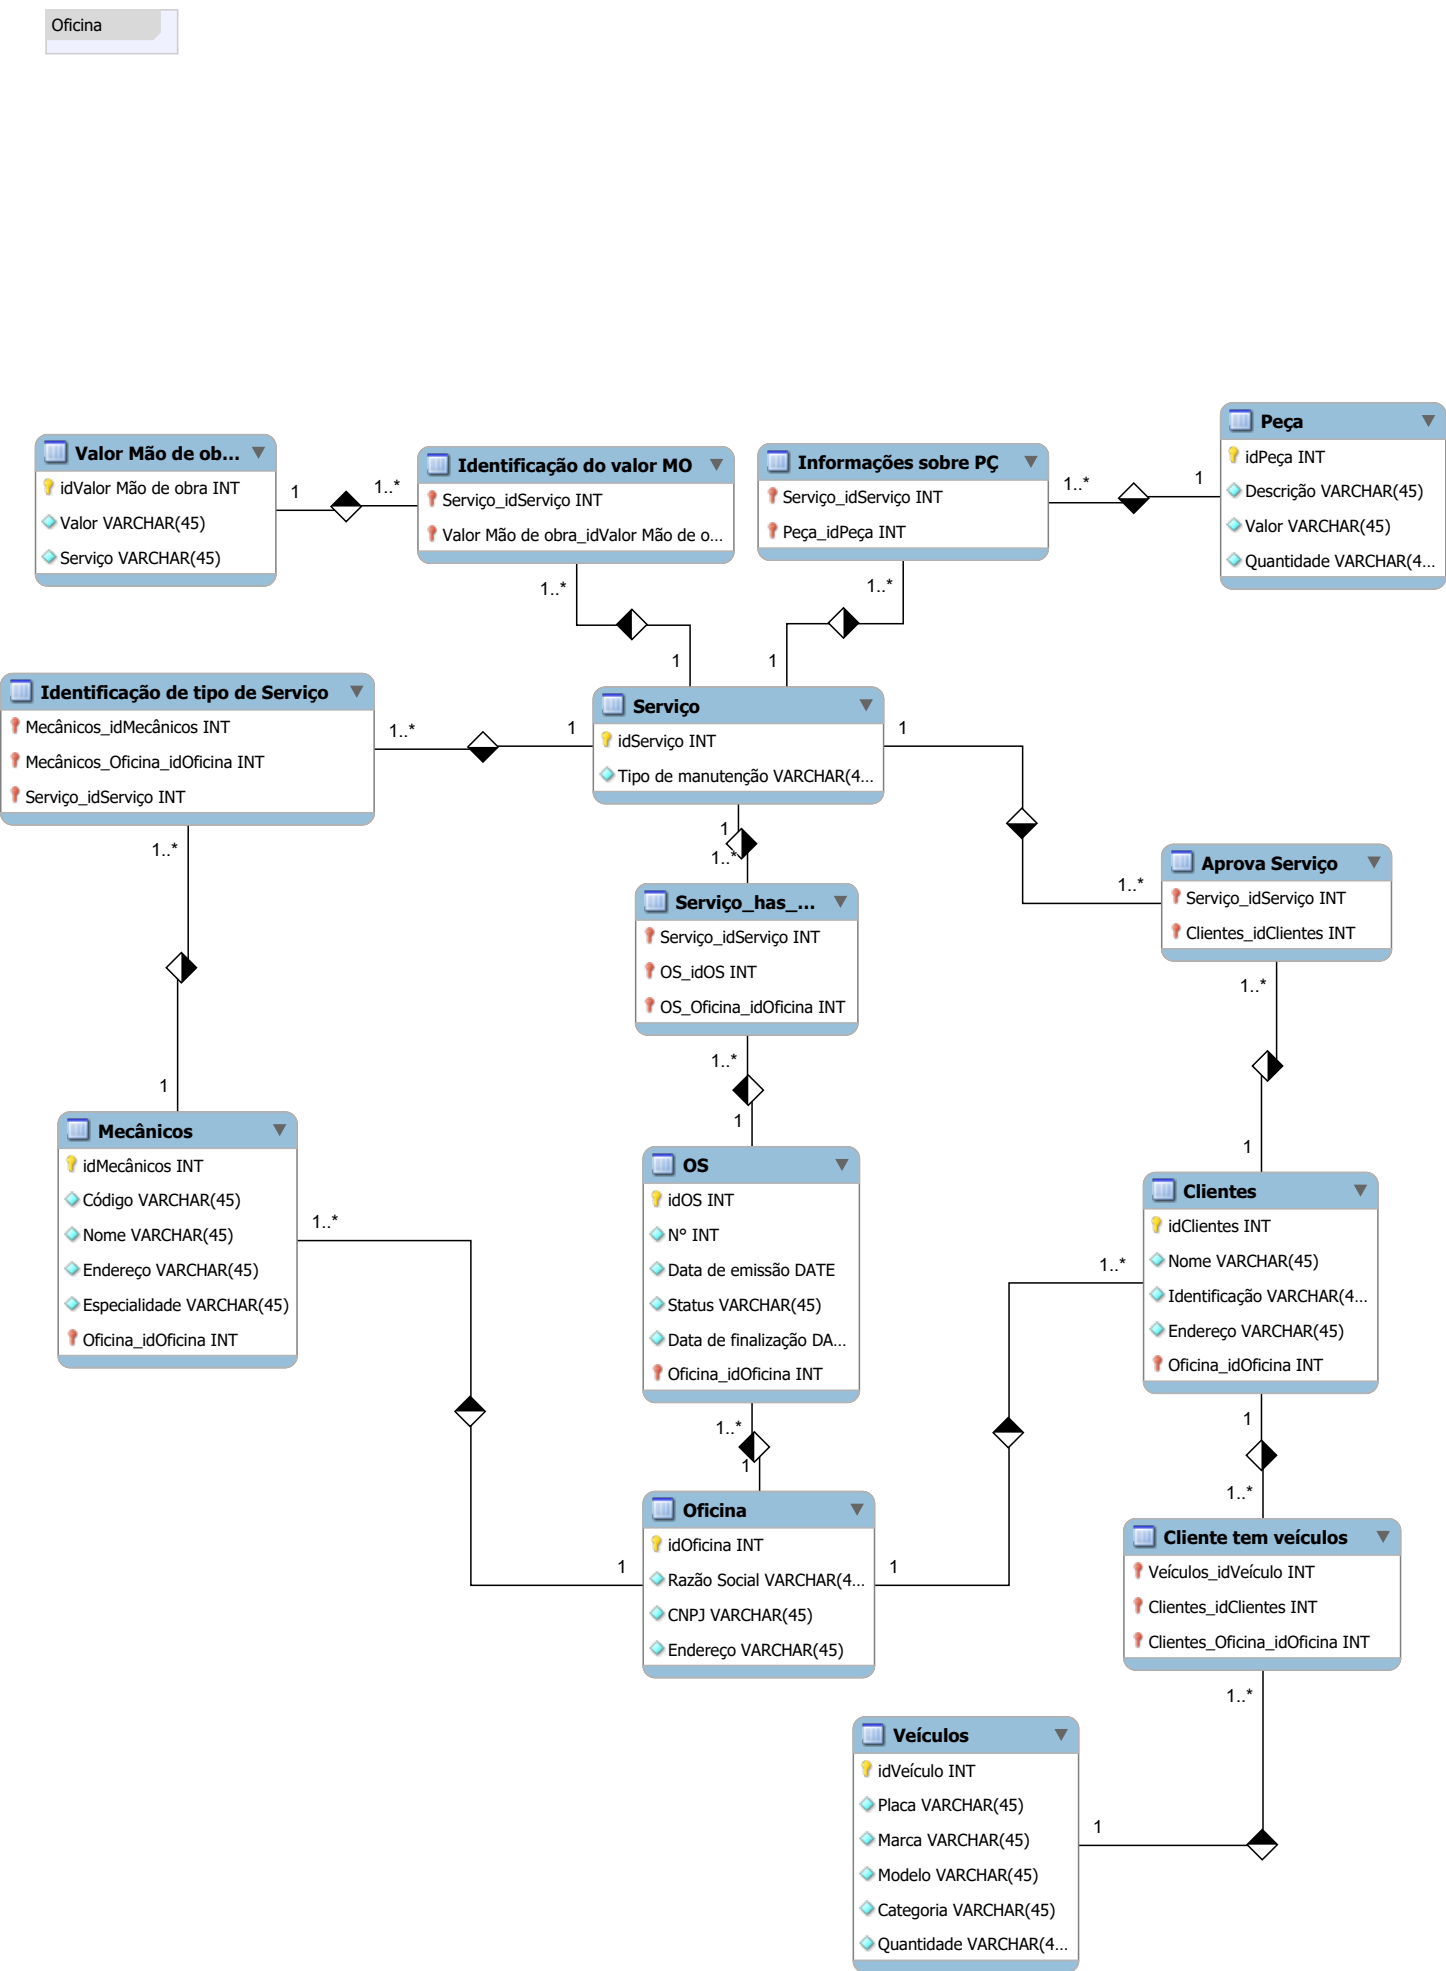 Oficina
Valor Mão de ob...
idValor Mão de obra INT
Valor VARCHAR(45)
Serviço VARCHAR(45)
1
1..*
Identificação do valor MO
Serviço_idServiço INT
Valor Mão de obra_idValor Mão de o...
1..*
1
Informações sobre PÇ
Serviço_idServiço INT
Peça_idPeça INT
1..*
1
1..*
1
Peça
idPeça INT
Descrição VARCHAR(45)
Valor VARCHAR(45)
Quantidade VARCHAR(4...
Identificação de tipo de Serviço
Mecânicos_idMecânicos INT
Mecânicos_Oficina_idOficina INT
Serviço_idServiço INT
1..*
1
1..*
1
Serviço
idServiço INT
Tipo de manutenção VARCHAR(4...
1
1..*
1
1..*
Serviço_has_...
Serviço_idServiço INT
OS_idOS INT
OS_Oficina_idOficina INT
1..*
1
Aprova Serviço
Serviço_idServiço INT
Clientes_idClientes INT
1..*
1
Mecânicos
idMecânicos INT
Código VARCHAR(45)
Nome VARCHAR(45)
Endereço VARCHAR(45)
Especialidade VARCHAR(45)
Oficina_idOficina INT
1..*
1
OS
idOS INT
N° INT
Data de emissão DATE
Status VARCHAR(45)
Data de finalização DA...
Oficina_idOficina INT
1..*
1
Clientes
idClientes INT
Nome VARCHAR(45)
Identificação VARCHAR(4...
Endereço VARCHAR(45)
Oficina_idOficina INT
1..*
1
1
1..*
Oficina
idOficina INT
Razão Social VARCHAR(4...
CNPJ VARCHAR(45)
Endereço VARCHAR(45)
Cliente tem veículos
Veículos_idVeículo INT
Clientes_idClientes INT
Clientes_Oficina_idOficina INT
1..*
1
Veículos
idVeículo INT
Placa VARCHAR(45)
Marca VARCHAR(45)
Modelo VARCHAR(45)
Categoria VARCHAR(45)
Quantidade VARCHAR(4...